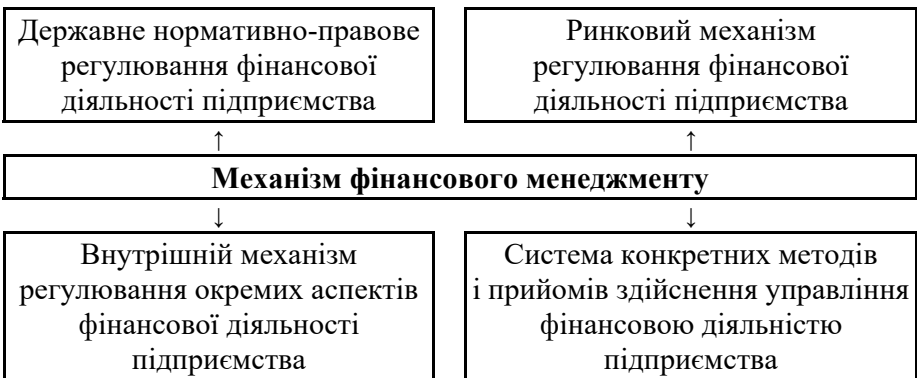 Державне нормативно-правове
регулювання фінансової
діяльності підприємства
Ринковий механізм
регулювання фінансової
діяльності підприємства
↑ ↑
Механізм фінансового менеджменту
↓ ↓
Внутрішній механізм
регулювання окремих аспектів
фінансової діяльності
підприємства
Система конкретних методів
і прийомів здійснення управління
фінансовою діяльністю
підприємства